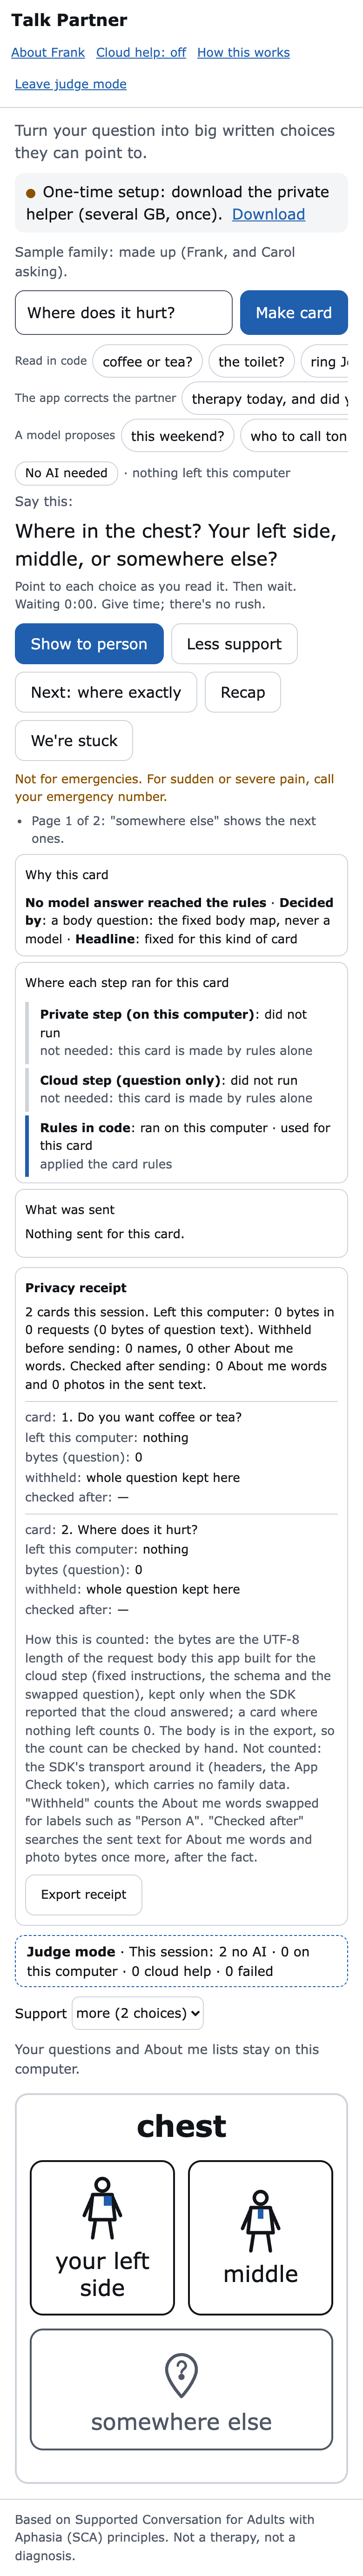 Talk Partner
About Frank Cloud help: off How this works
Leave judge mode
Turn your question into big written choices
they can point to.
One-time setup: download the private
helper (several GB, once). Download
Sample family: made up (Frank, and Carol
asking).
Where does it hurt? Make card
Read in code coffee or tea? the toilet? ring J
The app corrects the partner therapy today, and did y
A model proposes this weekend? who to call ton
No AI needed · nothing left this computer
Say this:
Where in the chest? Your left side,
middle, or somewhere else?
Point to each choice as you read it. Then wait.
Waiting 0:00. Give time; there's no rush.
Show to person Less support
Next: where exactly Recap
We're stuck
Not for emergencies. For sudden or severe pain, call
your emergency number.
• Page 1 of 2: "somewhere else" shows the next
ones.
Why this card
No model answer reached the rules · Decided
by: a body question: the fixed body map, never a
model · Headline: fixed for this kind of card
Where each step ran for this card
Private step (on this computer): did not
run
not needed: this card is made by rules alone
Cloud step (question only): did not run
not needed: this card is made by rules alone
Rules in code: ran on this computer · used for
this card
applied the card rules
What was sent
Nothing sent for this card.
Privacy receipt
2 cards this session. Left this computer: 0 bytes in
0 requests (0 bytes of question text). Withheld
before sending: 0 names, 0 other About me
words. Checked after sending: 0 About me words
and 0 photos in the sent text.
card: 1. Do you want coffee or tea?
left this computer: nothing
bytes (question): 0
withheld: whole question kept here
checked after: —
card: 2. Where does it hurt?
left this computer: nothing
bytes (question): 0
withheld: whole question kept here
checked after: —
How this is counted: the bytes are the UTF-8
length of the request body this app built for the
cloud step (fixed instructions, the schema and the
swapped question), kept only when the SDK
reported that the cloud answered; a card where
nothing left counts 0. The body is in the export, so
the count can be checked by hand. Not counted:
the SDK's transport around it (headers, the App
Check token), which carries no family data.
"Withheld" counts the About me words swapped
for labels such as "Person A". "Checked after"
searches the sent text for About me words and
photo bytes once more, after the fact.
Export receipt
Judge mode · This session: 2 no AI · 0 on
this computer · 0 cloud help · 0 failed
Support more (2 choices)
Your questions and About me lists stay on this
computer.
chest
your left
side
middle
?
somewhere else
Based on Supported Conversation for Adults with
Aphasia (SCA) principles. Not a therapy, not a
diagnosis.